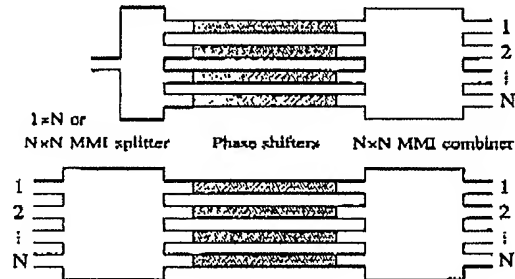 1
2
i
N
1×N or
N×N MMI splitter Phase shifters N×N MMI combiner
1 1
2 2
i i
N N